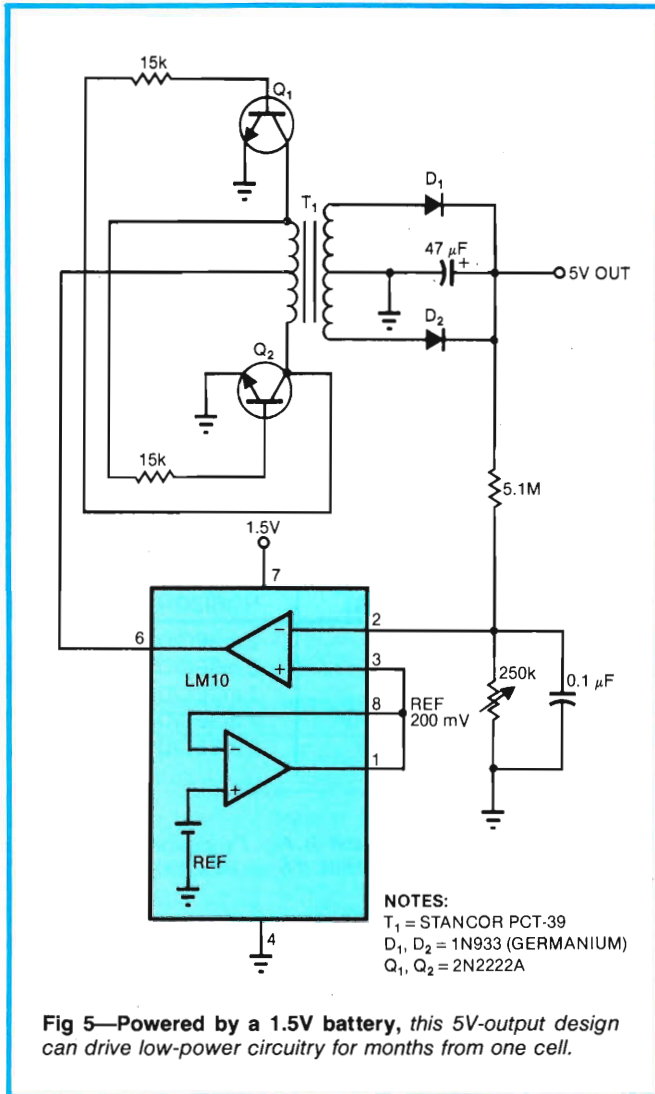 15k
Q1
T1
D1
47 µF
+
5V OUT
D2
Q2
15k
5.1M
1.5V
7
6
2
−
+
3
LM10
250k
0.1 µF
8
REF
200 mV
−
+
1
REF
4
NOTES:
T1 = STANCOR PCT-39
D1, D2 = 1N933 (GERMANIUM)
Q1, Q2 = 2N2222A
Fig 5—Powered by a 1.5V battery, this 5V-output design
can drive low-power circuitry for months from one cell.